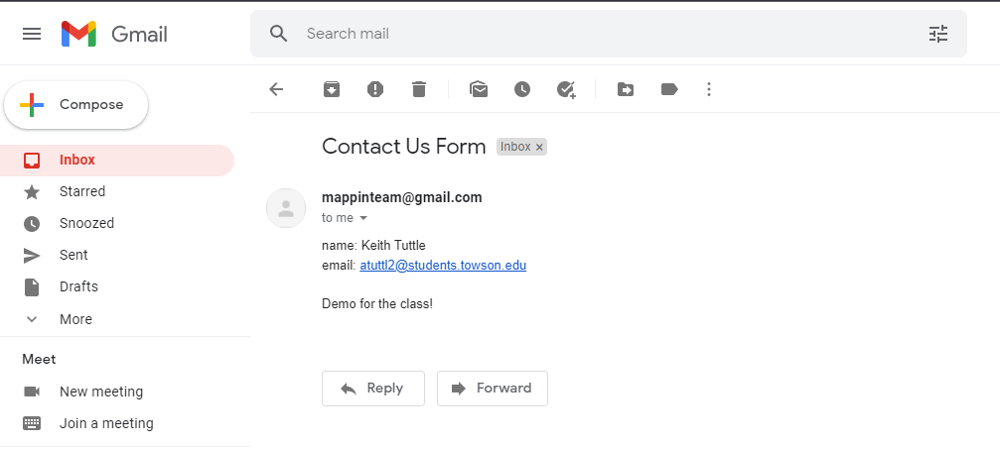 Gmail
Search mail
Compose
Inbox
Starred
Snoozed
Sent
Drafts
More
Meet
New meeting
Join a meeting
Contact Us Form Inbox x
mappinteam@gmail.com
to me
name: Keith Tuttle
email: atuttl2@students.towson.edu
Demo for the class!
Reply Forward